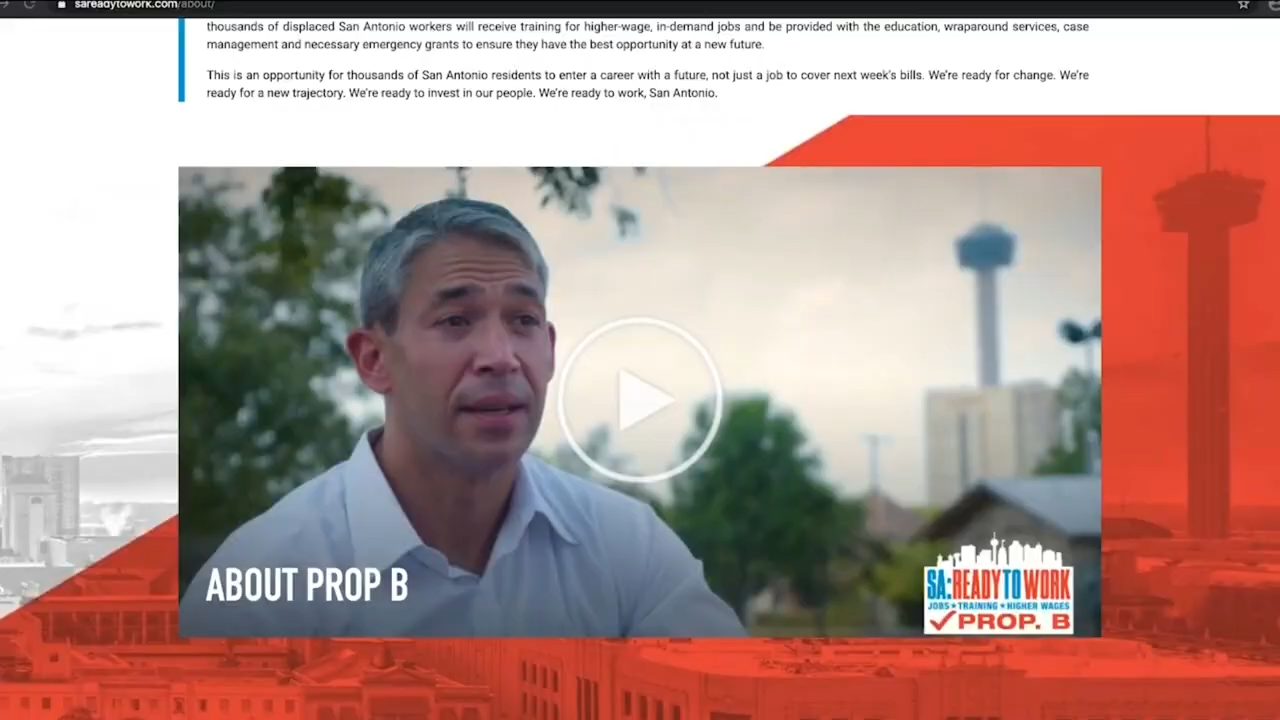 sareadytowork.com/about/
thousands of displaced San Antonio workers will receive training for higher-wage, in-demand jobs and be provided with the education, wraparound services, case
management and necessary emergency grants to ensure they have the best opportunity at a new future.
This is an opportunity for thousands of San Antonio residents to enter a career with a future, not just a job to cover next week's bills. We're ready for change. We're
ready for a new trajectory. We're ready to invest in our people. We're ready to work, San Antonio.
ABOUT PROP B
SA:READYTOWORK
JOBS ★ TRAINING ★ HIGHER WAGES
✓PROP. B